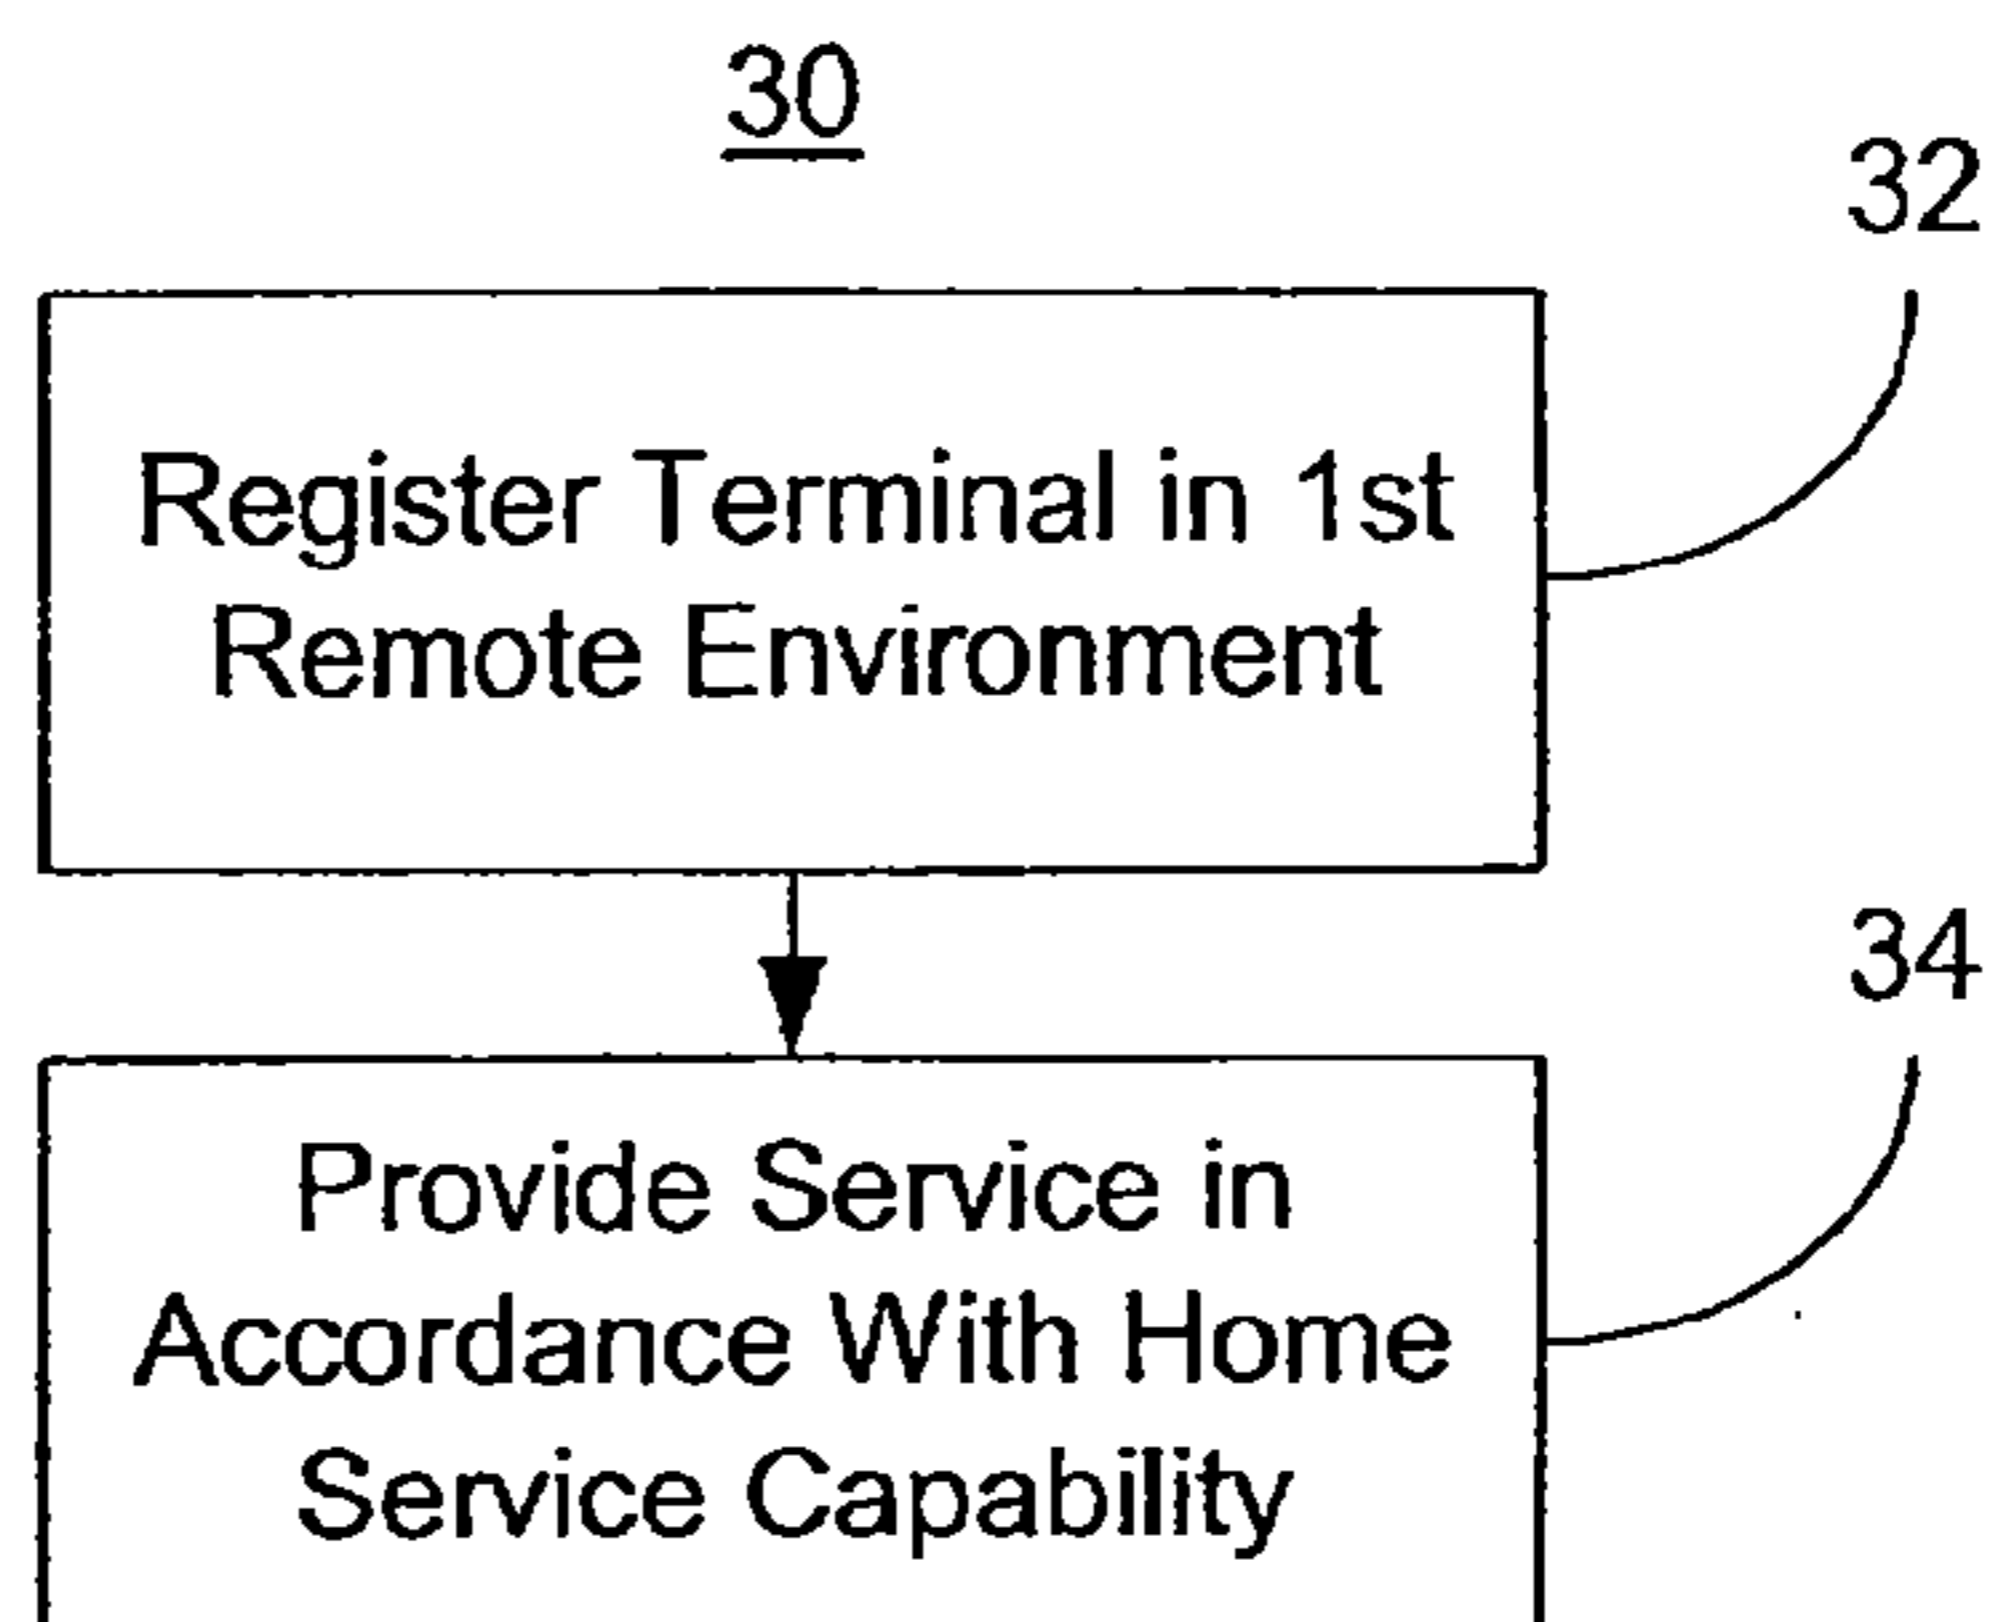 30
32
Register Terminal in 1st
Remote Environment
34
Provide Service in
Accordance With Home
Service Capability